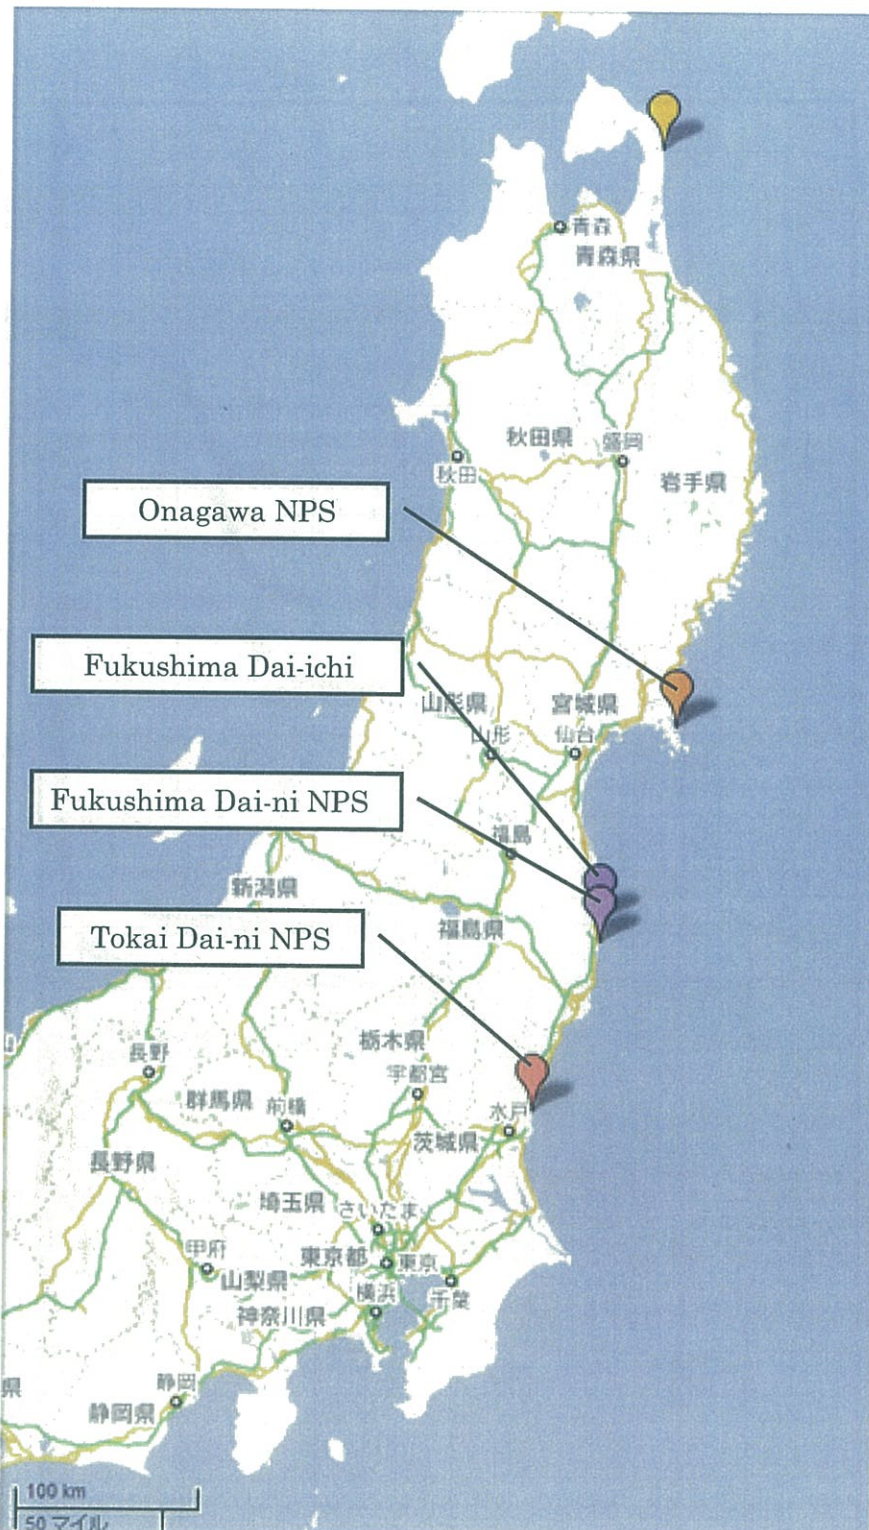 青森
青森県
秋田県
盛岡
秋田
岩手県
Onagawa NPS
Fukushima Dai-ichi
山形県
宮城県
山形
仙台
Fukushima Dai-ni NPS
福島
新潟県
福島県
Tokai Dai-ni NPS
栃木県
長野
宇都宮
群馬県
前橋
水戸
茨城県
長野県
埼玉県
さいたま
甲府
東京都
東京
山梨県
横浜
千葉
神奈川県
静岡
県
静岡県
100 km
50 マイル